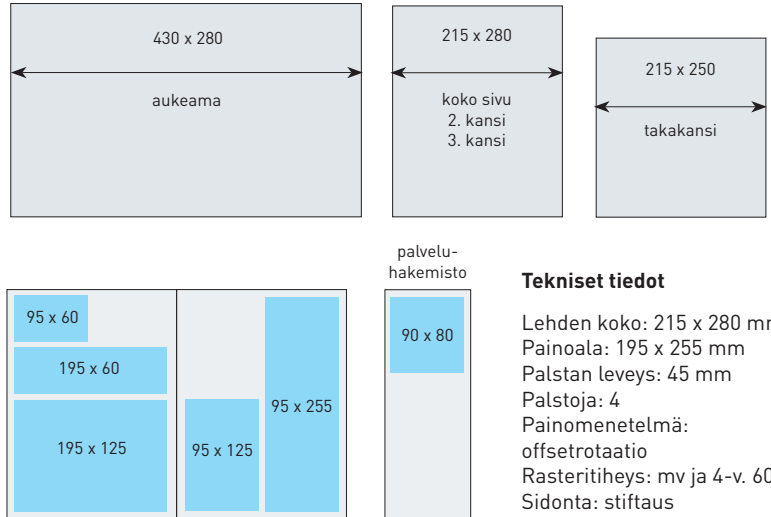 430 x 280
aukeama
215 x 280
koko sivu
2. kansi
3. kansi
215 x 250
takakansi
95 x 60
195 x 60
195 x 125
95 x 125
95 x 255
palvelu-
hakemisto
90 x 80
Tekniset tiedot
Lehden koko: 215 x 280
Painoala: 195 x 255 mm
Palstan leveys: 45 mm
Palstoja: 4
Painomenetelmä:
offsetrotaatio
Rasteritiheys: mv ja 4-v. 60
Sidonta: stiftaus